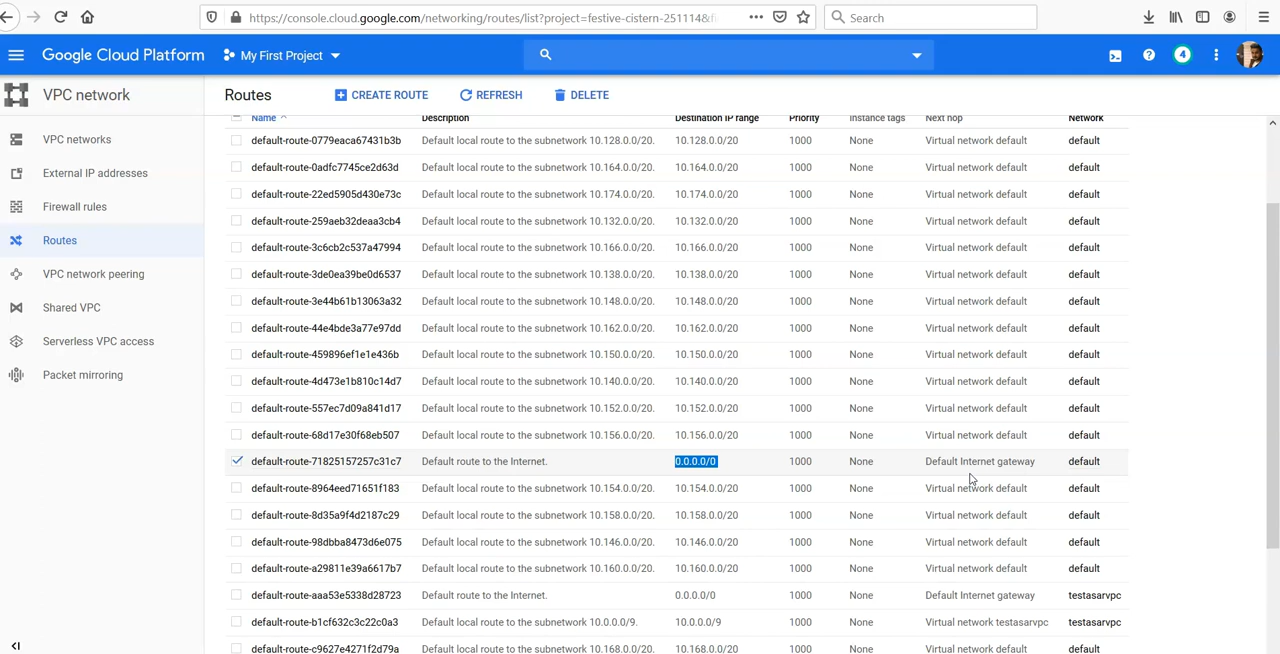 https://console.cloud.google.com/networking/routes/list?project=festive-cistern-251114&fi
Search
Google Cloud Platform My First Project 4
VPC network Routes CREATE ROUTE REFRESH DELETE
VPC networks
External IP addresses
Firewall rules
Routes
VPC network peering
Shared VPC
Serverless VPC access
Packet mirroring
Name Description Destination IP range Priority Instance tags Next hop Network
default-route-0779eaca67431b3b Default local route to the subnetwork 10.128.0.0/20. 10.128.0.0/20 1000 None Virtual network default default
default-route-0adfc7745ce2d63d Default local route to the subnetwork 10.164.0.0/20. 10.164.0.0/20 1000 None Virtual network default default
default-route-22ed5905d430e73c Default local route to the subnetwork 10.174.0.0/20. 10.174.0.0/20 1000 None Virtual network default default
default-route-259aeb32deaa3cb4 Default local route to the subnetwork 10.132.0.0/20. 10.132.0.0/20 1000 None Virtual network default default
default-route-3c6cb2c537a47994 Default local route to the subnetwork 10.166.0.0/20. 10.166.0.0/20 1000 None Virtual network default default
default-route-3de0ea39be0d6537 Default local route to the subnetwork 10.138.0.0/20. 10.138.0.0/20 1000 None Virtual network default default
default-route-3e44b61b13063a32 Default local route to the subnetwork 10.148.0.0/20. 10.148.0.0/20 1000 None Virtual network default default
default-route-44e4bde3a77e97dd Default local route to the subnetwork 10.162.0.0/20. 10.162.0.0/20 1000 None Virtual network default default
default-route-459896ef1e1e436b Default local route to the subnetwork 10.150.0.0/20. 10.150.0.0/20 1000 None Virtual network default default
default-route-4d473e1b810c14d7 Default local route to the subnetwork 10.140.0.0/20. 10.140.0.0/20 1000 None Virtual network default default
default-route-557ec7d09a841d17 Default local route to the subnetwork 10.152.0.0/20. 10.152.0.0/20 1000 None Virtual network default default
default-route-68d17e30f68eb507 Default local route to the subnetwork 10.156.0.0/20. 10.156.0.0/20 1000 None Virtual network default default
default-route-71825157257c31c7 Default route to the Internet. 0.0.0.0/0 1000 None Default Internet gateway default
default-route-8964eed71651f183 Default local route to the subnetwork 10.154.0.0/20. 10.154.0.0/20 1000 None Virtual network default default
default-route-8d35a9f4d2187c29 Default local route to the subnetwork 10.158.0.0/20. 10.158.0.0/20 1000 None Virtual network default default
default-route-98dbba8473d6e075 Default local route to the subnetwork 10.146.0.0/20. 10.146.0.0/20 1000 None Virtual network default default
default-route-a29811e39a6617b7 Default local route to the subnetwork 10.160.0.0/20. 10.160.0.0/20 1000 None Virtual network default default
default-route-aaa53e5338d28723 Default route to the Internet. 0.0.0.0/0 1000 None Default Internet gateway testasarvpc
default-route-b1cf632c3c22c0a3 Default local route to the subnetwork 10.0.0.0/9. 10.0.0.0/9 1000 None Virtual network testasarvpc testasarvpc
default-route-c9627e4271f2d79a Default local route to the subnetwork 10.168.0.0/20. 10.168.0.0/20 1000 None Virtual network default default